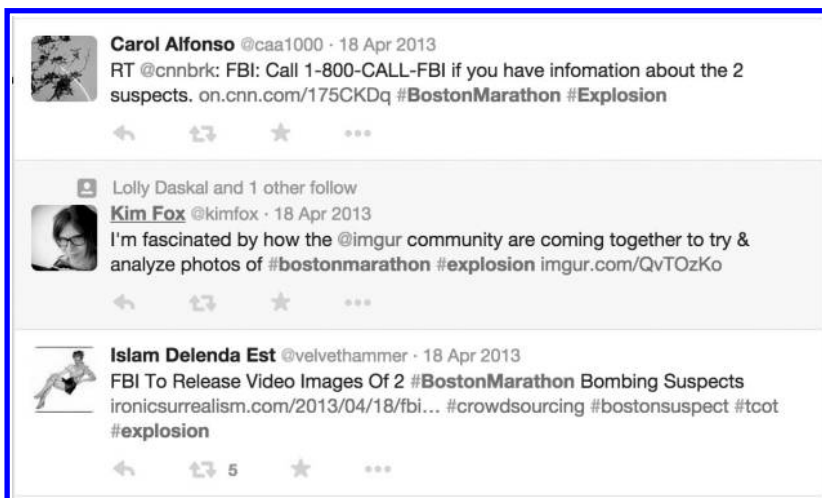 Carol Alfonso @caa1000 · 18 Apr 2013
RT @cnnbrk: FBI: Call 1-800-CALL-FBI if you have infomation about the 2
suspects. on.cnn.com/175CKDq #BostonMarathon #Explosion
Lolly Daskal and 1 other follow
Kim Fox @kimfox · 18 Apr 2013
I'm fascinated by how the @imgur community are coming together to try &
analyze photos of #bostonmarathon #explosion imgur.com/QvTOzKo
Islam Delenda Est @velvethammer · 18 Apr 2013
FBI To Release Video Images Of 2 #BostonMarathon Bombing Suspects
ironicsurrealism.com/2013/04/18/fbi... #crowdsourcing #bostonsuspect #tcot
#explosion
5